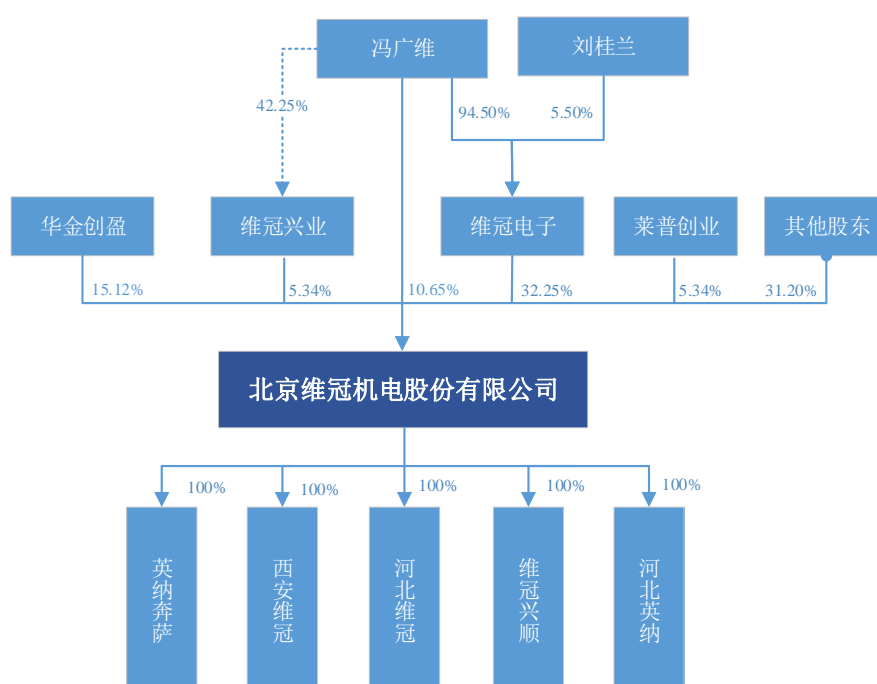 冯广维
刘桂兰
42.25%
94.50%
5.50%
华金创盈
维冠兴业
维冠电子
莱普创业
其他股东
15.12%
5.34%
10.65%
32.25%
5.34%
31.20%
北京维冠机电股份有限公司
100%
100%
100%
100%
100%
英纳奔萨
西安维冠
河北维冠
维冠兴顺
河北英纳